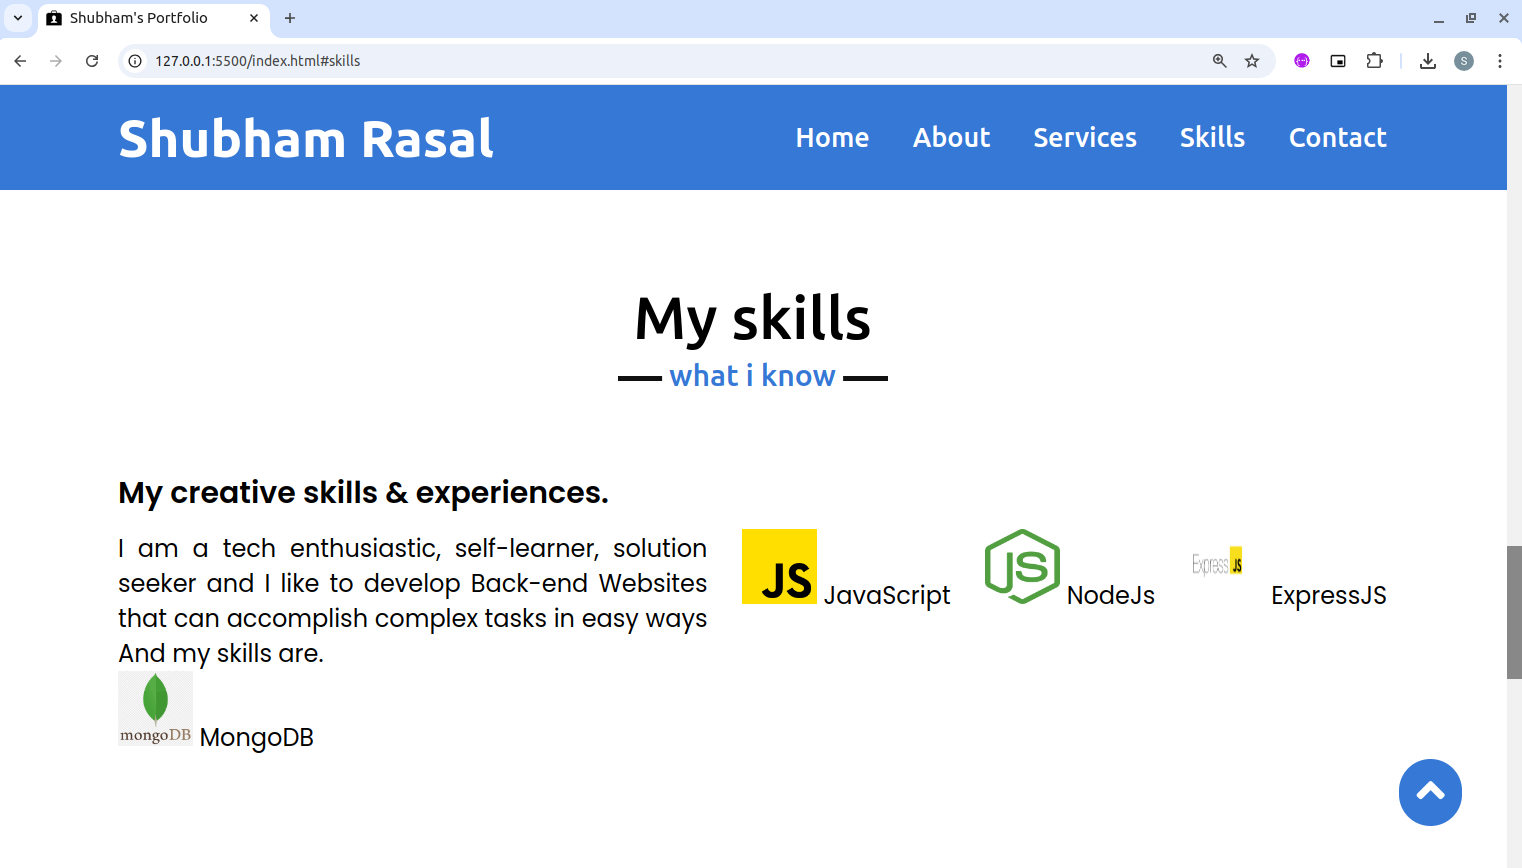 Shubham's Portfolio
127.0.0.1:5500/index.html#skills
S
Shubham Rasal
Home About Services Skills Contact
My skills
what i know
My creative skills & experiences.
I am a tech enthusiastic, self-learner, solution
seeker and I like to develop Back-end Websites
that can accomplish complex tasks in easy ways
And my skills are.
JS JavaScript
JS NodeJs
Express JS ExpressJS
mongoDB MongoDB